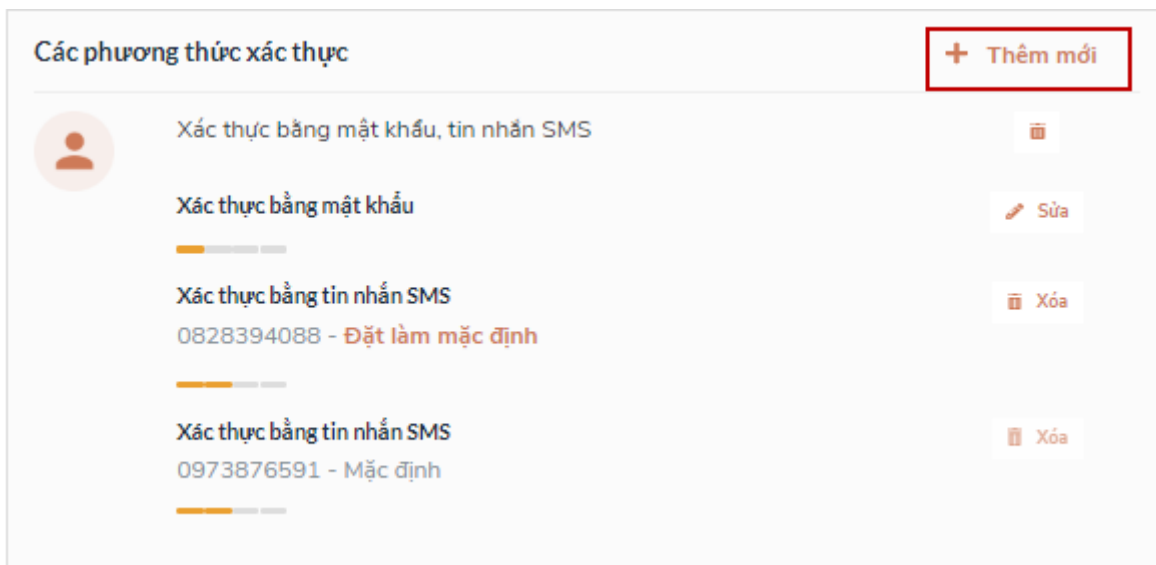 Các phương thức xác thực
+ Thêm mới
Xác thực bằng mật khẩu, tin nhắn SMS
Xác thực bằng mật khẩu
Sửa
Xác thực bằng tin nhắn SMS
Xóa
0828394088 - Đặt làm mặc định
Xác thực bằng tin nhắn SMS
Xóa
0973876591 - Mặc định